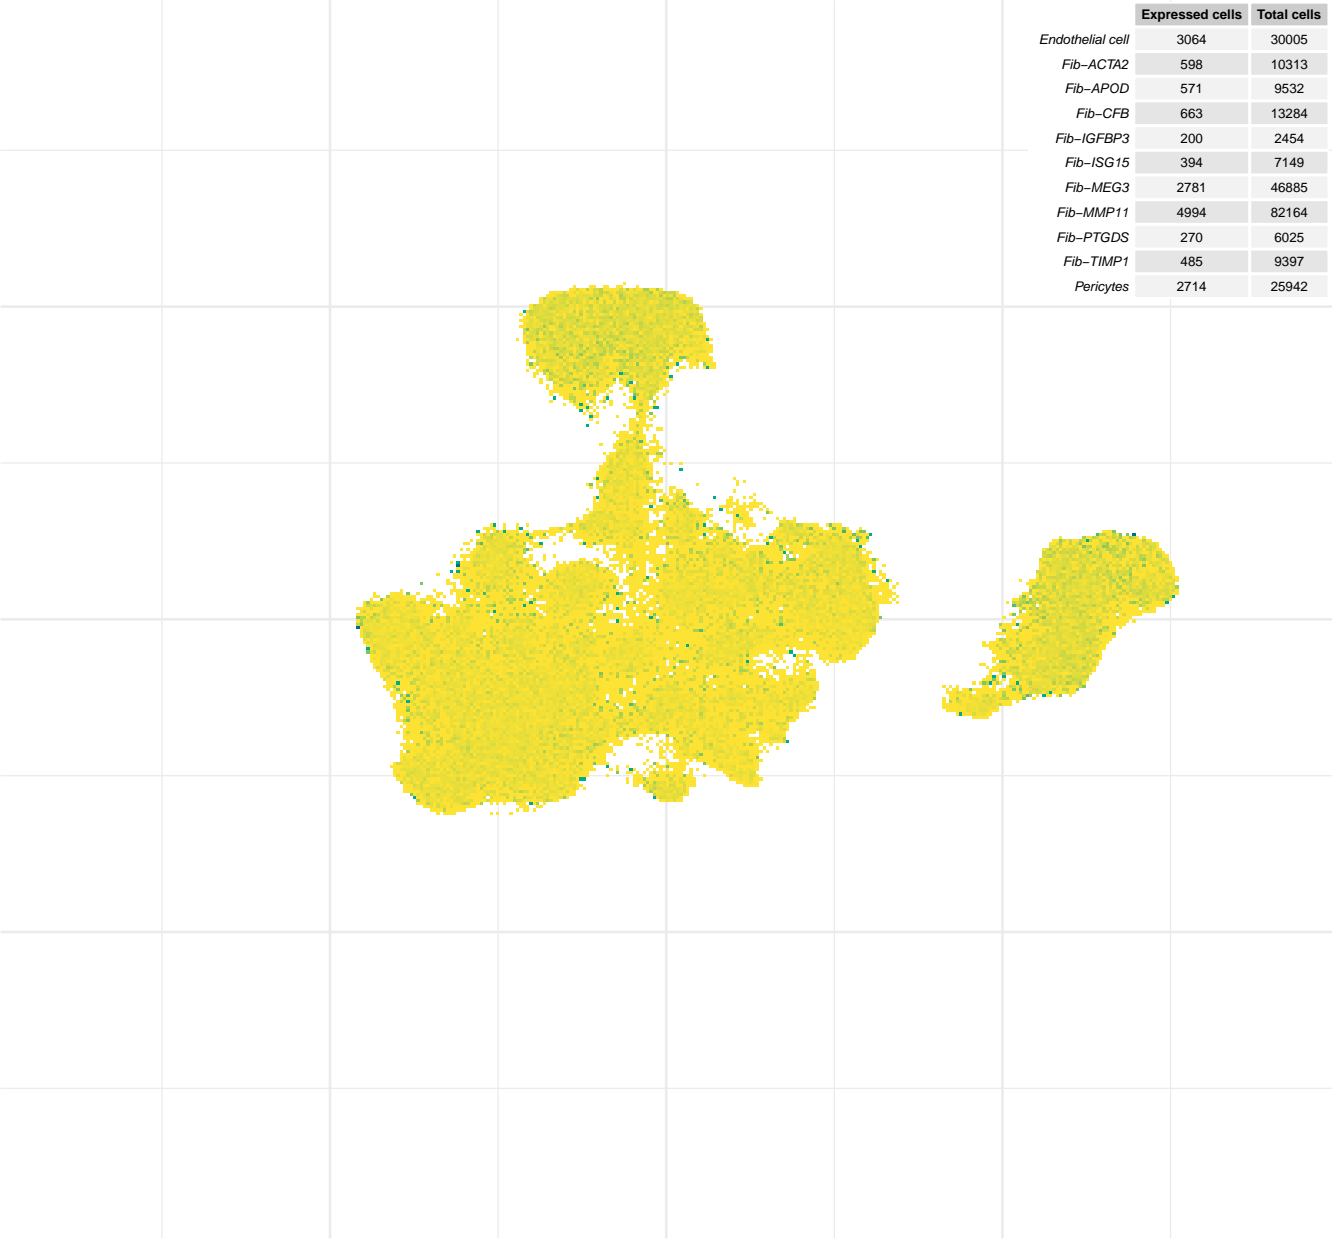 Expressed cells Total cells
Endothelial cell 3064 30005
Fib−ACTA2 598 10313
Fib−APOD 571 9532
Fib−CFB 663 13284
Fib−IGFBP3 200 2454
Fib−ISG15 394 7149
Fib−MEG3 2781 46885
Fib−MMP11 4994 82164
Fib−PTGDS 270 6025
Fib−TIMP1 485 9397
Pericytes 2714 25942